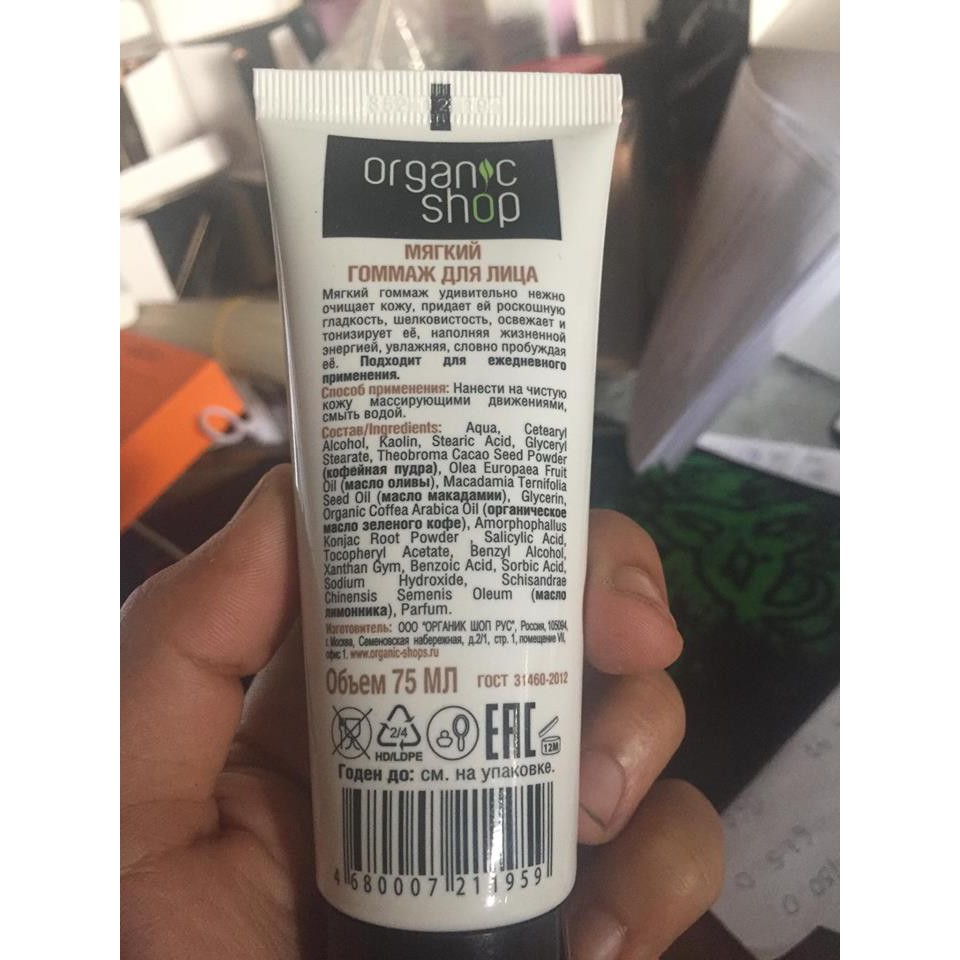 organic
shop
МЯГКИЙ
ГОММАЖ ДЛЯ ЛИЦА
Мягкий гоммаж удивительно нежно
очищает кожу, придает ей роскошную
гладкость, шелковистость, освежает и
тонизирует её, наполняя жизненной
энергией, увлажняя, словно пробуждая
её. Подходит для ежедневного
применения.
Способ применения: Нанести на чистую
кожу массирующими движениями,
смыть водой.
Состав/Ingredients: Aqua, Cetearyl
Alcohol, Kaolin, Stearic Acid, Glyceryl
Stearate, Theobroma Cacao Seed Powder
(кофейная пудра), Olea Europaea Fruit
Oil (масло оливы), Macadamia Ternifolia
Seed Oil (масло макадамии), Glycerin,
Organic Coffea Arabica Oil (органическое
масло зеленого кофе), Amorphophallus
Konjac Root Powder , Salicylic Acid,
Tocopheryl Acetate, Benzyl Alcohol,
Xanthan Gym, Benzoic Acid, Sorbic Acid,
Sodium Hydroxide, Schisandrae
Chinensis Semenis Oleum (масло
лимонника), Parfum.
Изготовитель: ООО "ОРГАНИК ШОП РУС", Россия, 105094,
г. Москва, Семеновская набережная, д.2/1, стр. 1, помещение VII,
офис 1. www.organic-shops.ru
Объем 75 МЛ ГОСТ 31460-2012
2/4
HD/LDPE
EAC
12M
Годен до: см. на упаковке.
4 680007 211959